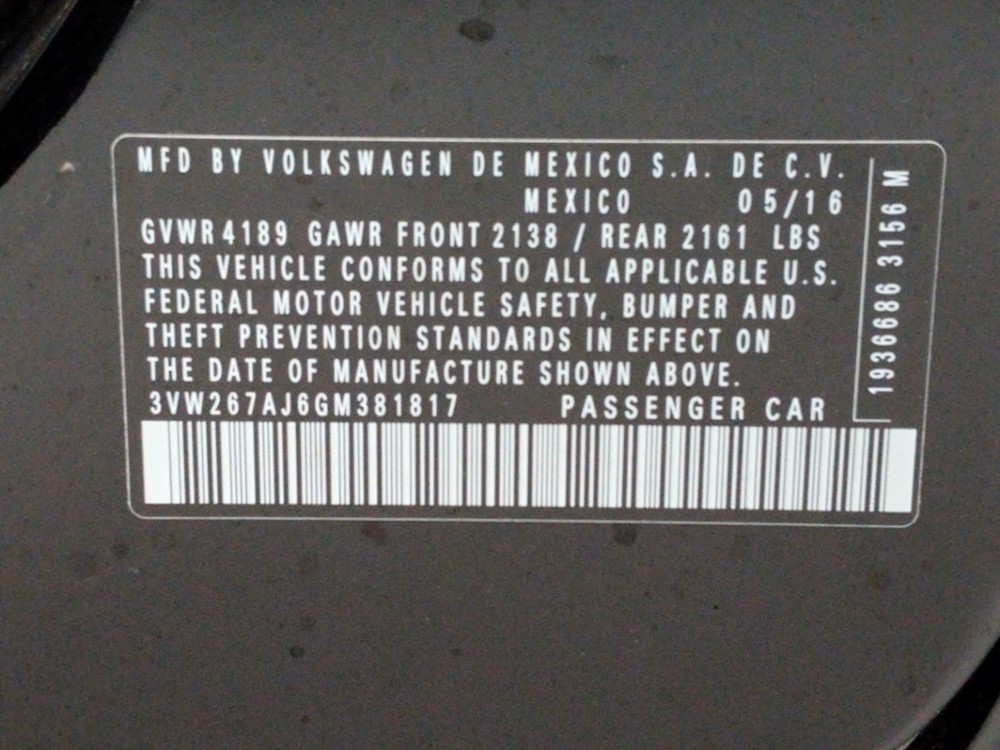 MFD BY VOLKSWAGEN DE MEXICO S.A. DE C.V.
MEXICO 05/16
GVWR 4189 GAWR FRONT 2138 / REAR 2161 LBS
THIS VEHICLE CONFORMS TO ALL APPLICABLE U.S.
FEDERAL MOTOR VEHICLE SAFETY, BUMPER AND
THEFT PREVENTION STANDARDS IN EFFECT ON
THE DATE OF MANUFACTURE SHOWN ABOVE.
3VW267AJ6GM381817 PASSENGER CAR
1936686 3156 M